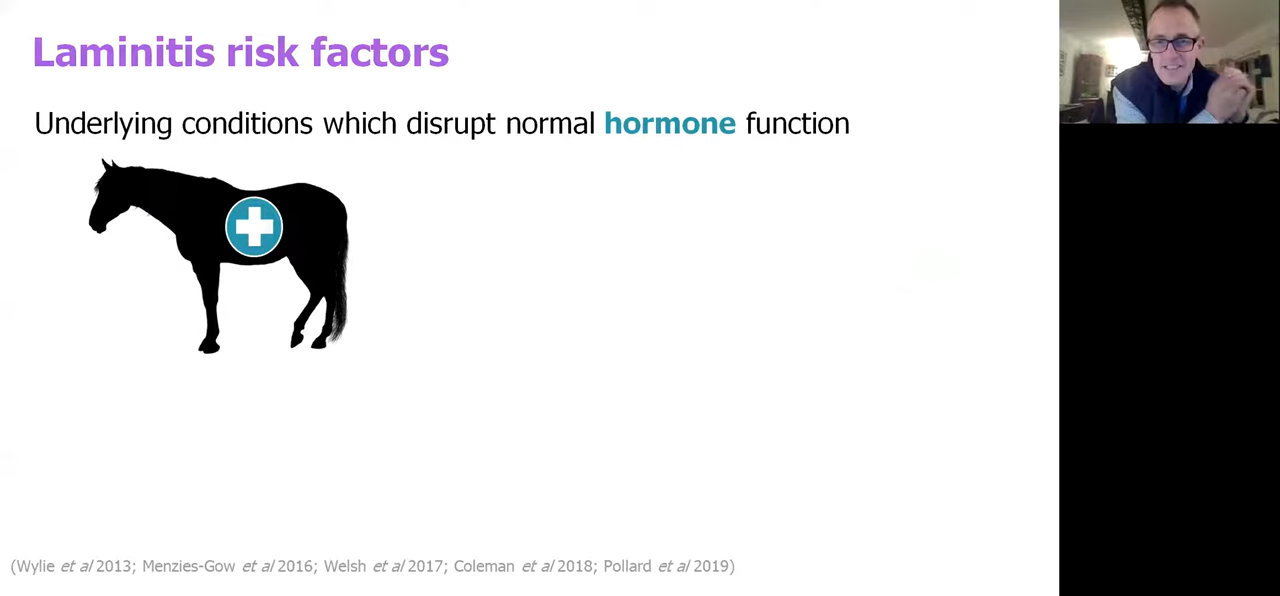 Laminitis risk factors
Underlying conditions which disrupt normal hormone function
(Wylie et al 2013; Menzies-Gow et al 2016; Welsh et al 2017; Coleman et al 2018; Pollard et al 2019)